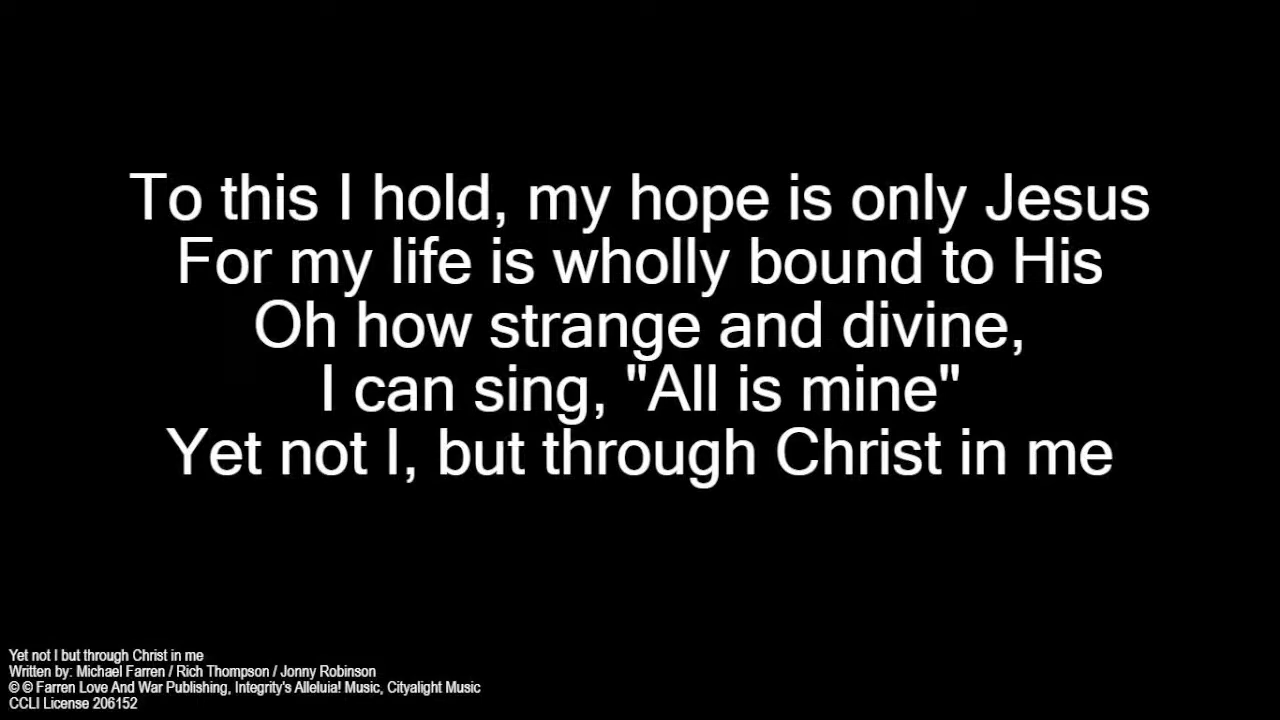 To this I hold, my hope is only Jesus
For my life is wholly bound to His
Oh how strange and divine,
I can sing, "All is mine"
Yet not I, but through Christ in me
Yet not I but through Christ in me
Written by: Michael Farren / Rich Thompson / Jonny Robinson
© © Farren Love And War Publishing, Integrity's Alleluia! Music, Cityalight Music
CCLI License 206152